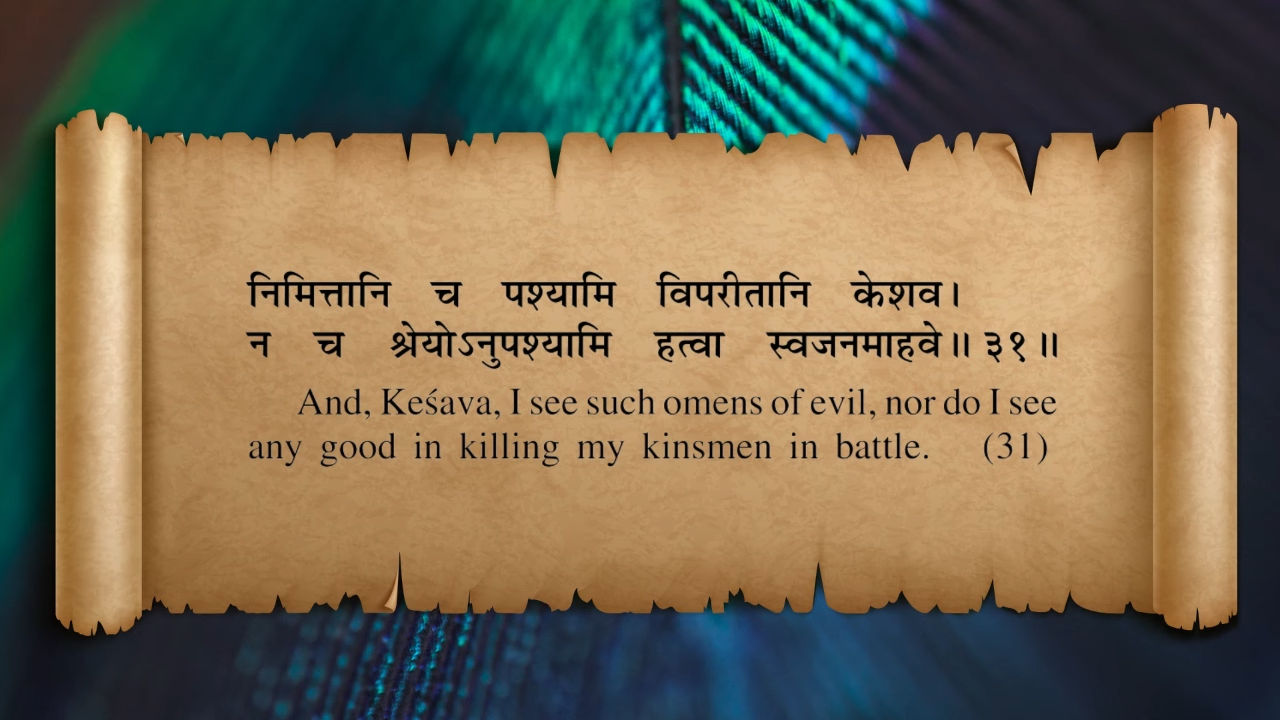 निमित्तानि च पश्यामि विपरीतानि केशव।
न च श्रेयोऽनुपश्यामि हत्वा स्वजनमाहवे॥ ३१॥
And, Keśava, I see such omens of evil, nor do I see
any good in killing my kinsmen in battle. (31)